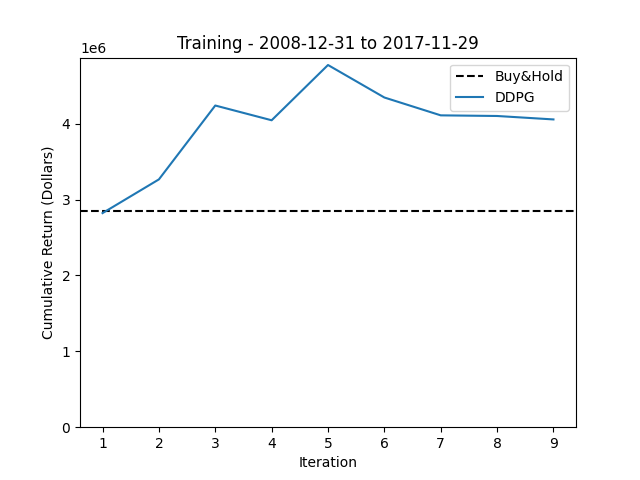 Training - 2008-12-31 to 2017-11-29
1e6
Buy&Hold
DDPG
Cumulative Return (Dollars)
4
3
2
1
0
1 2 3 4 5 6 7 8 9
Iteration